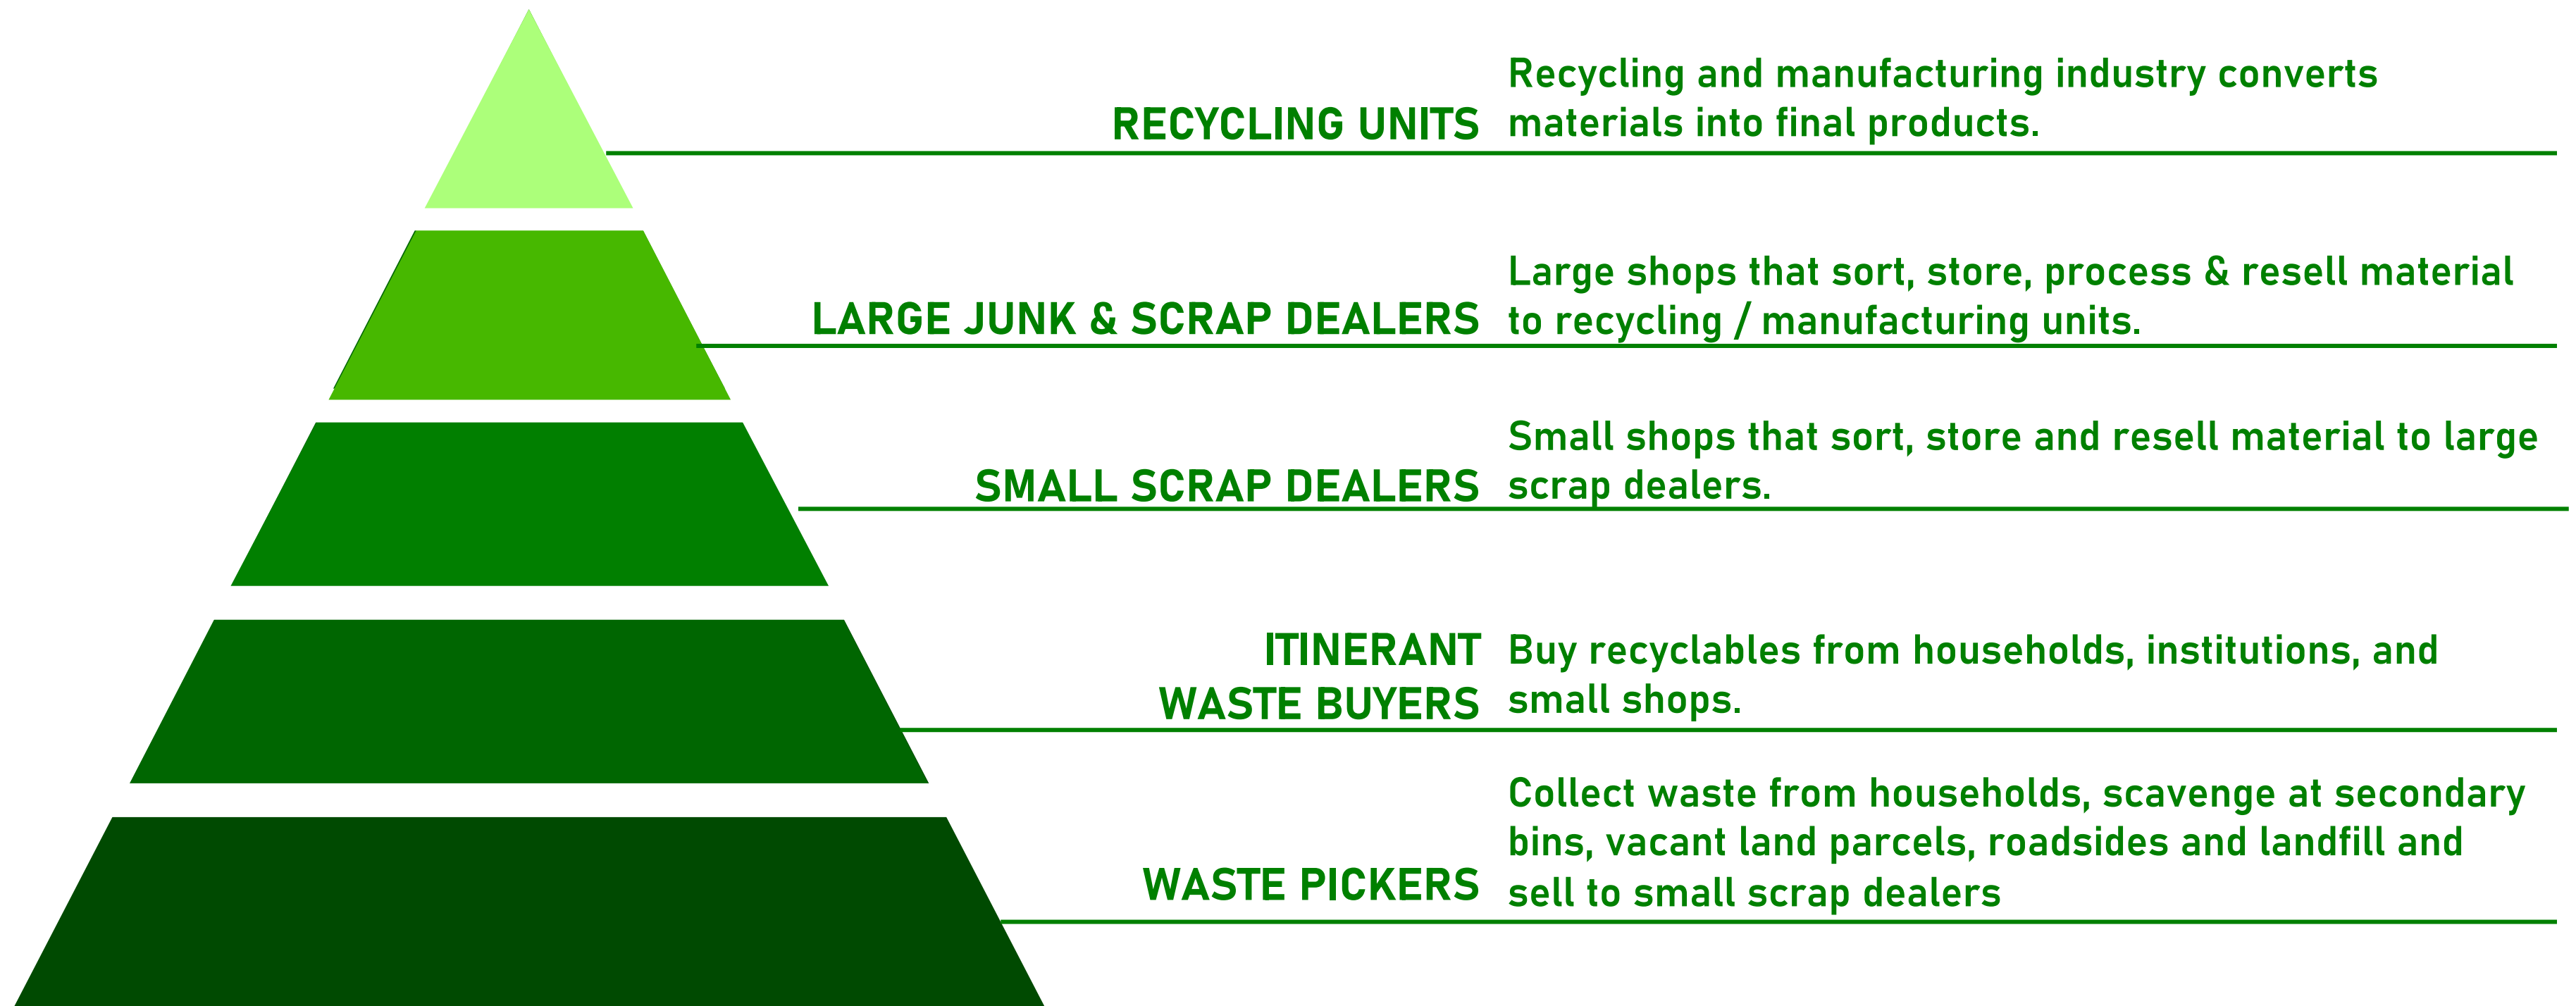 RECYCLING UNITS
Recycling and manufacturing industry converts
materials into final products.
LARGE JUNK & SCRAP DEALERS
Large shops that sort, store, process & resell material
to recycling / manufacturing units.
SMALL SCRAP DEALERS
Small shops that sort, store and resell material to large
scrap dealers.
ITINERANT
WASTE BUYERS
Buy recyclables from households, institutions, and
small shops.
WASTE PICKERS
Collect waste from households, scavenge at secondary
bins, vacant land parcels, roadsides and landfill and
sell to small scrap dealers